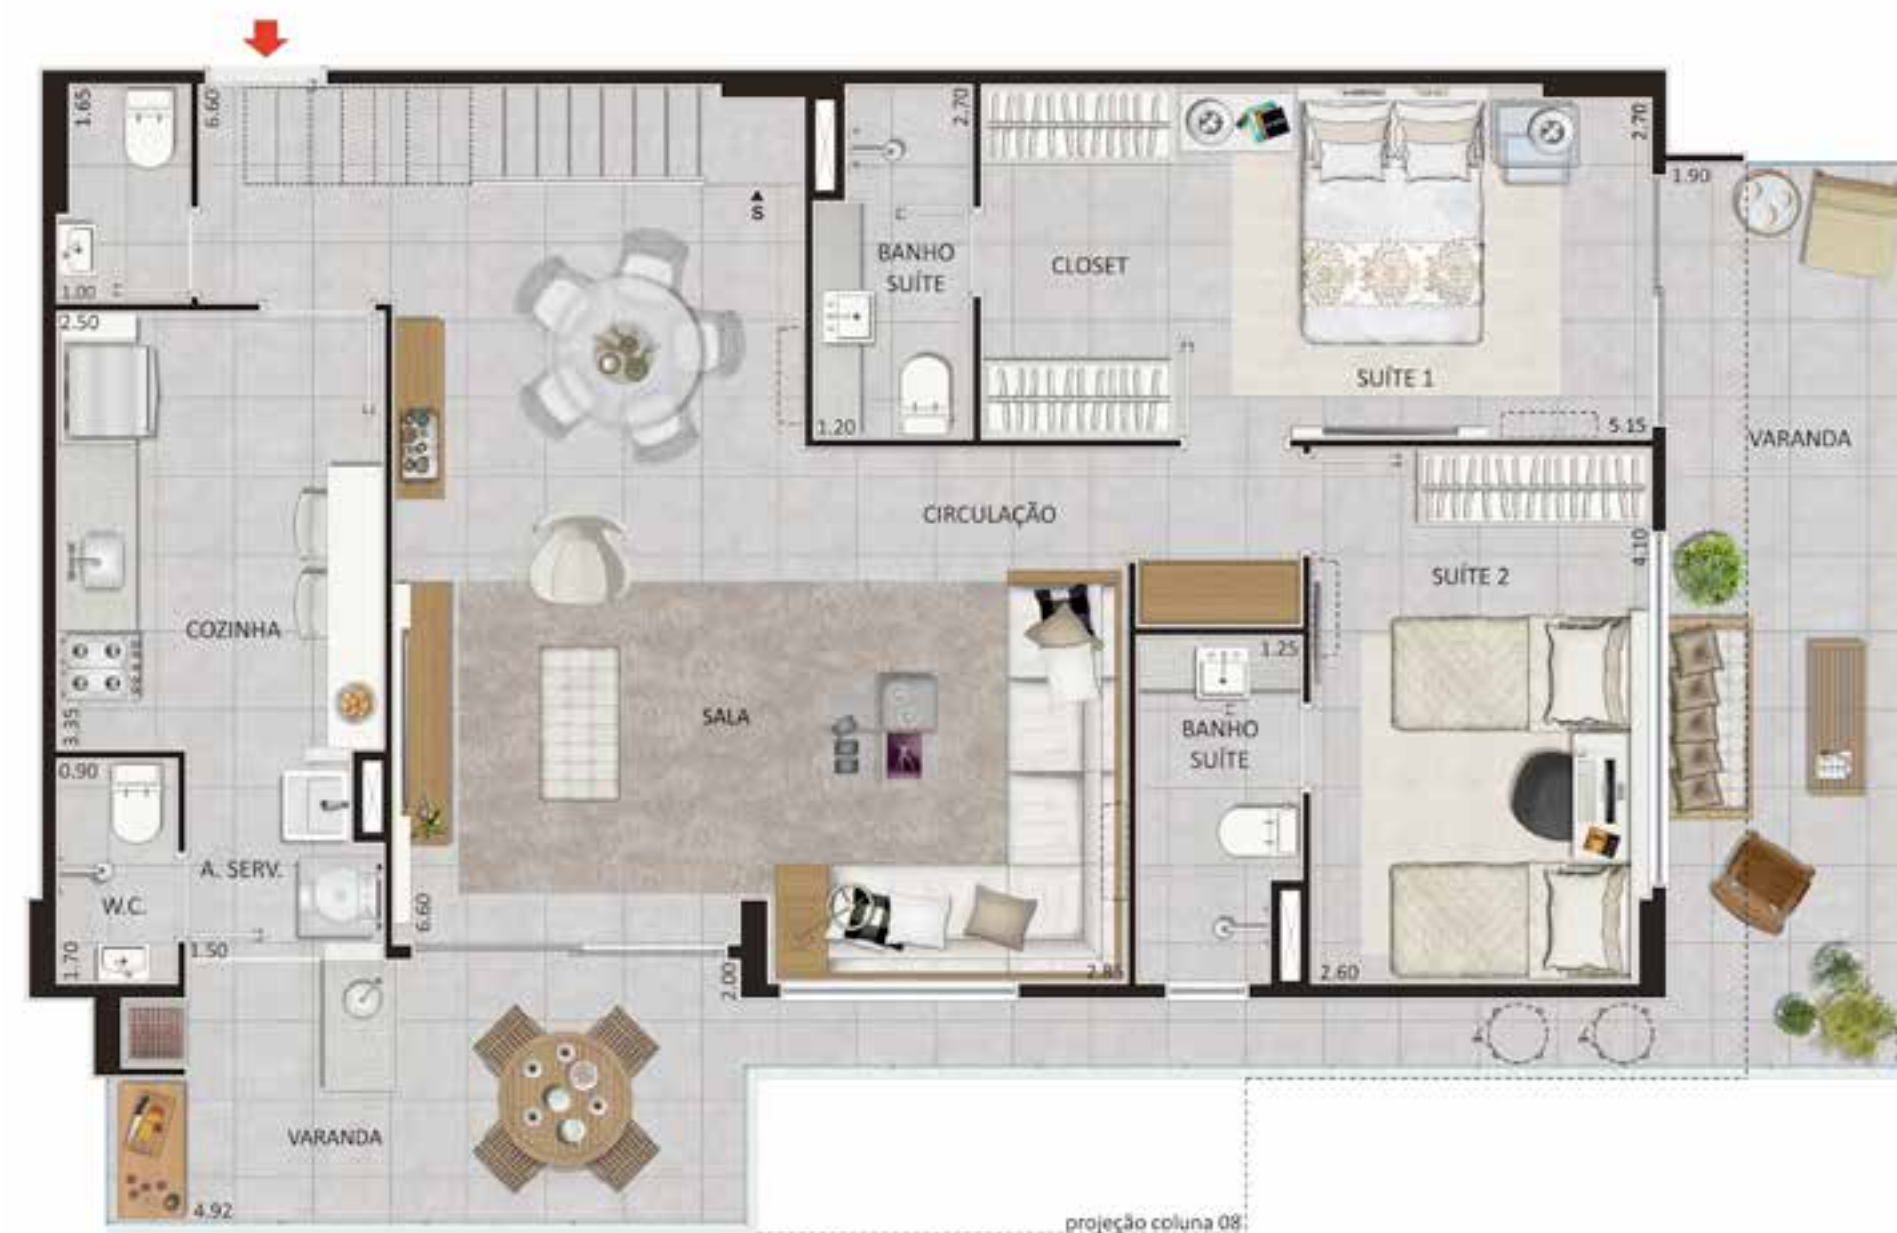 1.65
6.60
2.70
2.70
1.90
S
BANHO
SUÍTE
CLOSET
1.00
2.50
SUÍTE 1
1.20
5.15
VARANDA
CIRCULAÇÃO
4.10
SUÍTE 2
COZINHA
1.25
SALA
3.35
BANHO
SUÍTE
0.90
A. SERV.
W.C.
6.60
1.70
1.50
2.00
2.85
2.60
VARANDA
4.92
projeção coluna 08